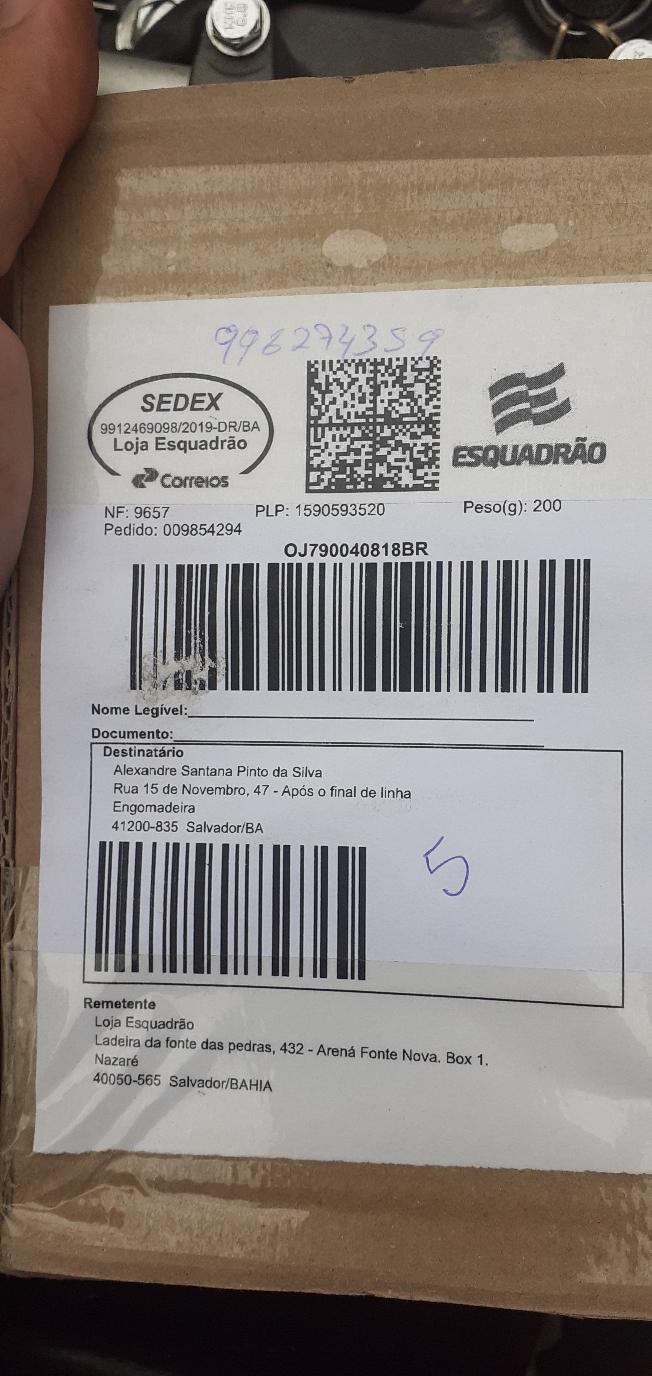 996274359
SEDEX
9912469098/2019-DR/BA
Loja Esquadrão
Correios
ESQUADRÃO
NF: 9657 PLP: 1590593520 Peso(g): 200
Pedido: 009854294
OJ790040818BR
Nome Legível:
Documento:
Destinatário
Alexandre Santana Pinto da Silva
Rua 15 de Novembro, 47 - Após o final de linha
Engomadeira
41200-835 Salvador/BA
5
Remetente
Loja Esquadrão
Ladeira da fonte das pedras, 432 - Arená Fonte Nova. Box 1.
Nazaré
40050-565 Salvador/BAHIA